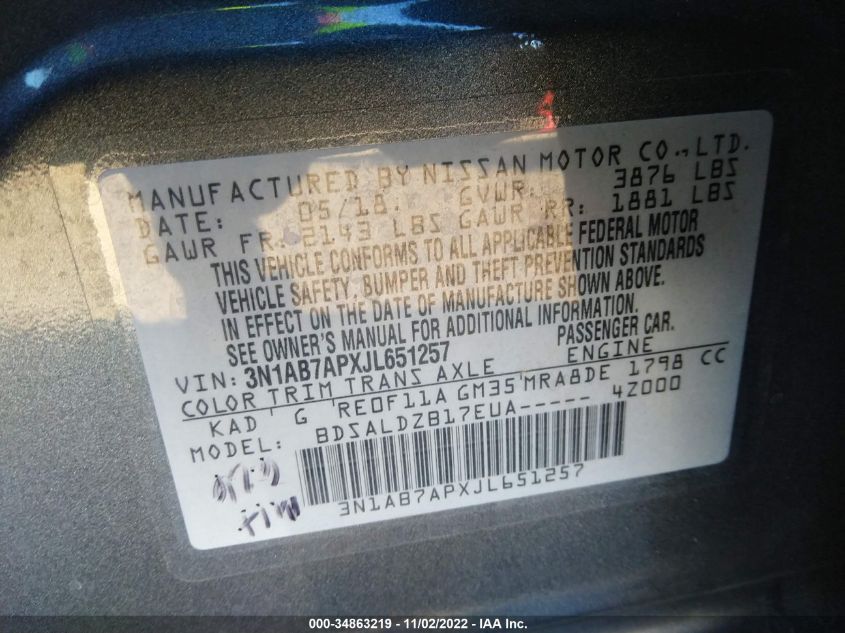 MANUFACTURED BY NISSAN MOTOR CO., LTD.
DATE: 05/18. GVWR: 3876 LBS
GAWR FR: 2143 LBS GAWR RR: 1881 LBS
THIS VEHICLE CONFORMS TO ALL APPLICABLE FEDERAL MOTOR
VEHICLE SAFETY, BUMPER AND THEFT PREVENTION STANDARDS
IN EFFECT ON THE DATE OF MANUFACTURE SHOWN ABOVE.
SEE OWNER'S MANUAL FOR ADDITIONAL INFORMATION.
VIN: 3N1AB7APXJL651257 PASSENGER CAR.
COLOR TRIM TRANS AXLE ENGINE
KAD G RE0F11A GM35 MRA8DE 1798 CC
MODEL: BDSALDZB17EUA----- 4Z000
3N1AB7APXJL651257
000-34863219 - 11/02/2022 - IAA Inc.